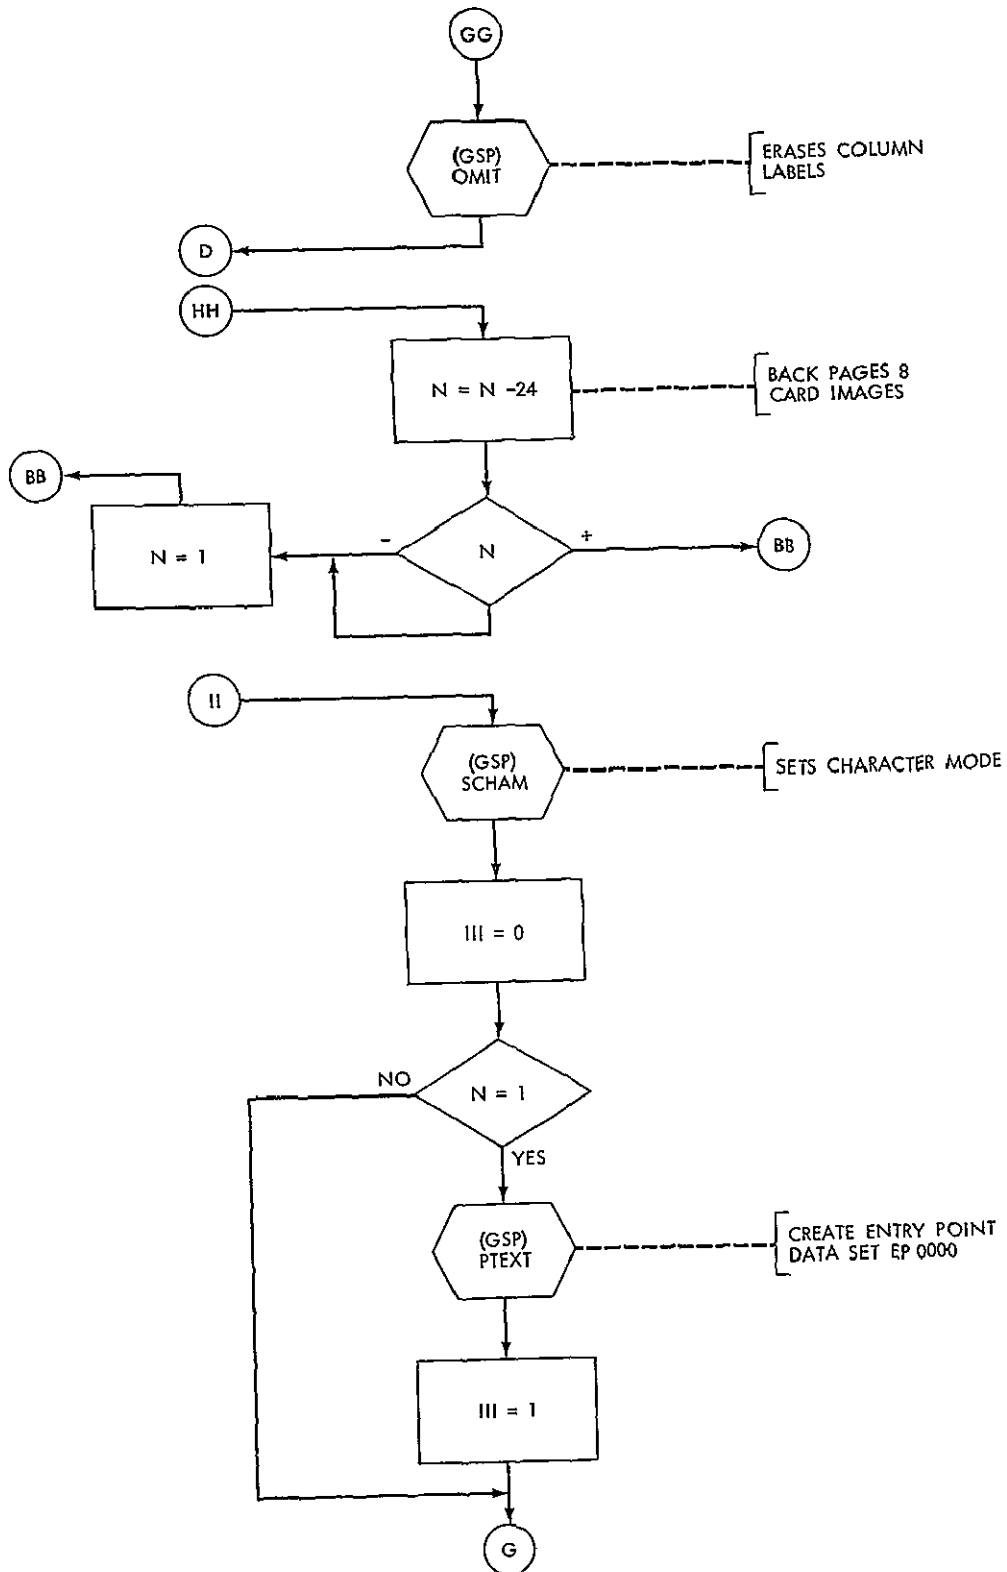 GG
(GSP)
OMIT
ERASES COLUMN
LABELS
D
HH
N = N -24
BACK PAGES 8
CARD IMAGES
BB
N = 1
-
N
+
BB
II
(GSP)
SCHAM
SETS CHARACTER MODE
III = 0
NO
N = 1
YES
(GSP)
PTEXT
CREATE ENTRY POINT
DATA SET EP 0000
III = 1
G